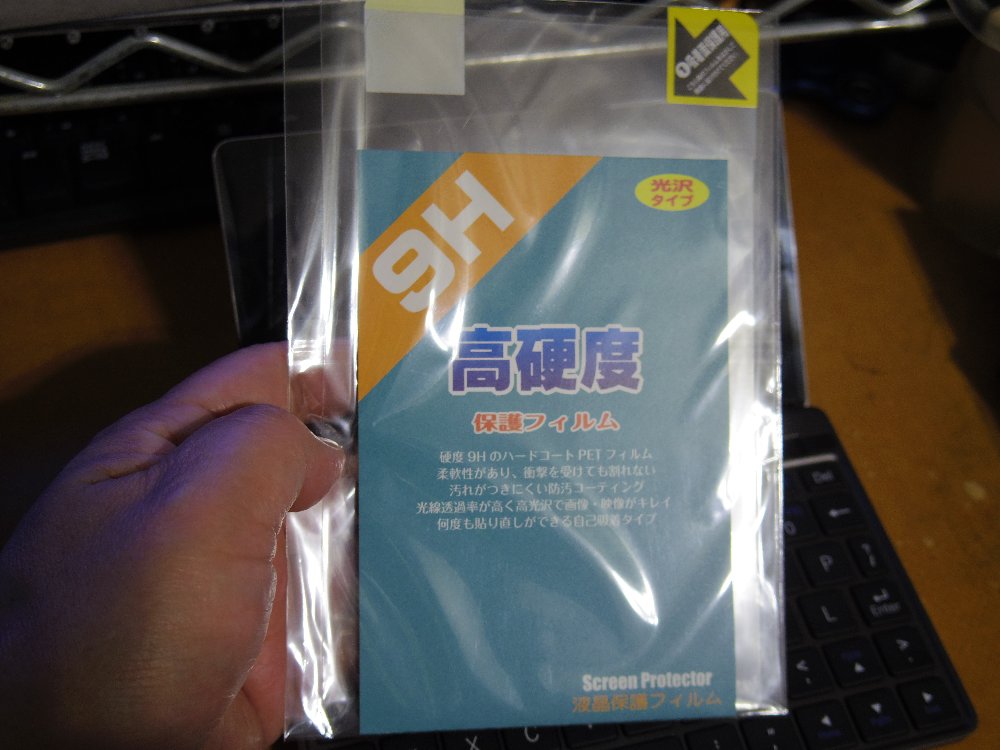 9H
光沢
タイプ
高硬度
保護フィルム
硬度 9H のハードコート PET フィルム
柔軟性があり、衝撃を受けても割れない
汚れがつきにくい防汚コーティング
光線透過率が高く高光沢で画像・映像がキレイ
何度も貼り直しができる自己吸着タイプ
Screen Protector
液晶保護フィルム
Del
P
L
Enter
X
C